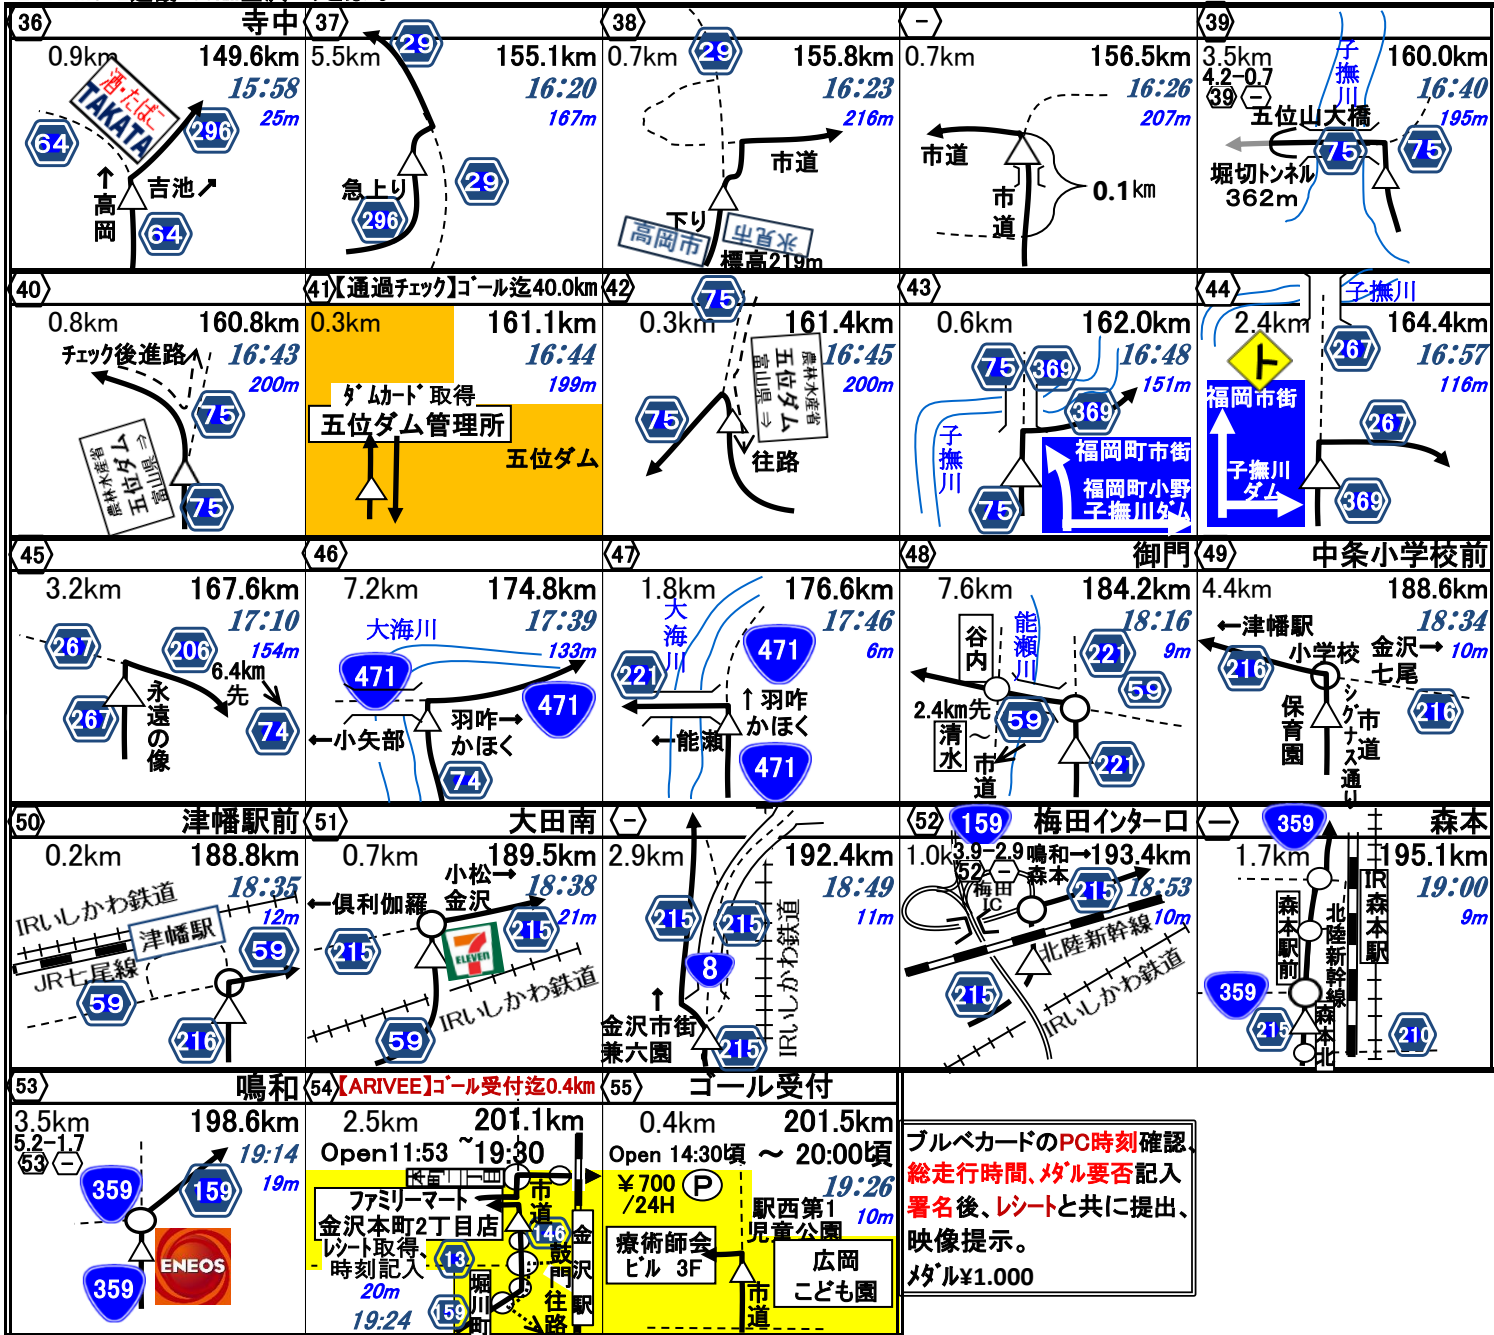 36 寺中
0.9km 149.6km
15:58
25m
酒・たばこ
TAKATA
64
296
↑高岡
吉池↗
64
37
5.5km 155.1km
16:20
167m
29
急上り
29
296
38
0.7km 155.8km
16:23
216m
29
市道
下り
高岡市
氷見市
標高219m
－
0.7km 156.5km
16:26
207m
市道
市道
0.1km
39
3.5km 160.0km
4.2−0.7
39 －
16:40
195m
子撫川
五位山大橋
75
75
堀切トンネル
362m
40
0.8km 160.8km
チェック後進路
16:43
200m
75
農林水産省
五位ダム
富山県⇒
75
41【通過チェック】ゴール迄40.0km
0.3km 161.1km
16:44
199m
ダムカード取得
五位ダム管理所
五位ダム
42
0.3km 161.4km
75
16:45
200m
農林水産省
五位ダム
富山県⇒
75
往路
43
0.6km 162.0km
16:48
151m
75
369
369
子撫川
福岡町市街
福岡町小野
子撫川ダム
75
44
子撫川
2.4km 164.4km
16:57
116m
267
福岡市街
267
子撫川
ダム
369
45
3.2km 167.6km
17:10
154m
267
206
6.4km
先
267
永遠の像
74
46
7.2km 174.8km
17:39
133m
大海川
471
471
羽咋→
かほく
←小矢部
74
47
1.8km 176.6km
17:46
6m
大海川
471
221
↑羽咋
かほく
←能瀬
471
48 御門
7.6km 184.2km
18:16
9m
谷内
能瀬川
221
59
2.4km先
59
清水
～市道
221
49 中条小学校前
4.4km 188.6km
18:34
10m
←津幡駅
小学校
金沢→
七尾
216
保育園
シグナス通り
市道
216
50 津幡駅前
0.2km 188.8km
18:35
12m
IRいしかわ鉄道
津幡駅
59
JR七尾線
59
216
51 大田南
0.7km 189.5km
18:38
21m
小松→
金沢
←倶利伽羅
215
215
7
ELEVEN
IRいしかわ鉄道
59
－
2.9km 192.4km
18:49
11m
215
215
8
IRいしかわ鉄道
↑
金沢市街
兼六園
215
52 梅田インター口
159
1.0k 193.4km
3.9−2.9
52 －
鳴和→
森本
18:53
10m
梅田
IC
215
北陸新幹線
215
IRいしかわ鉄道
－ 森本
359
1.7km 195.1km
19:00
9m
IR森本駅
森本駅前
北陸新幹線
359
215
森本北
210
53 鳴和
3.5km 198.6km
5.2−1.7
53 －
19:14
19m
359
159
359
ENEOS
54【ARIVEE】ゴール受付迄0.4km
2.5km 201.1km
Open11:53 ～ 19:30
ファミリーマート
金沢本町2丁目店
レシート取得、
時刻記入
20m
19:24
市道
146
13
159
堀川町
鼓門
往路
金沢駅
55 ゴール受付
0.4km 201.5km
Open 14:30頃 ～ 20:00頃
￥700
/24H
P
19:26
10m
駅西第1
児童公園
療術師会
ビル 3F
広岡
こども園
市道
ブルベカードのPC時刻確認、
総走行時間、メダル要否記入
署名後、レシートと共に提出、
映像提示。
メダル¥1.000